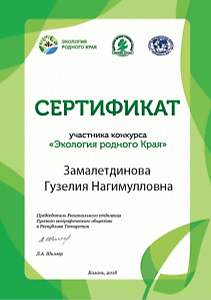 ЭКОЛОГИЯ
РОДНОГО КРАЯ
СЕРТИФИКАТ
участника конкурса
«Экология родного Края»
Замалетдинова
Гузелия Нагимулловна
Председатель Регионального отделения
Русского географического общества
в Республике Татарстан
Д.А. Шиллер
Казань, 2018